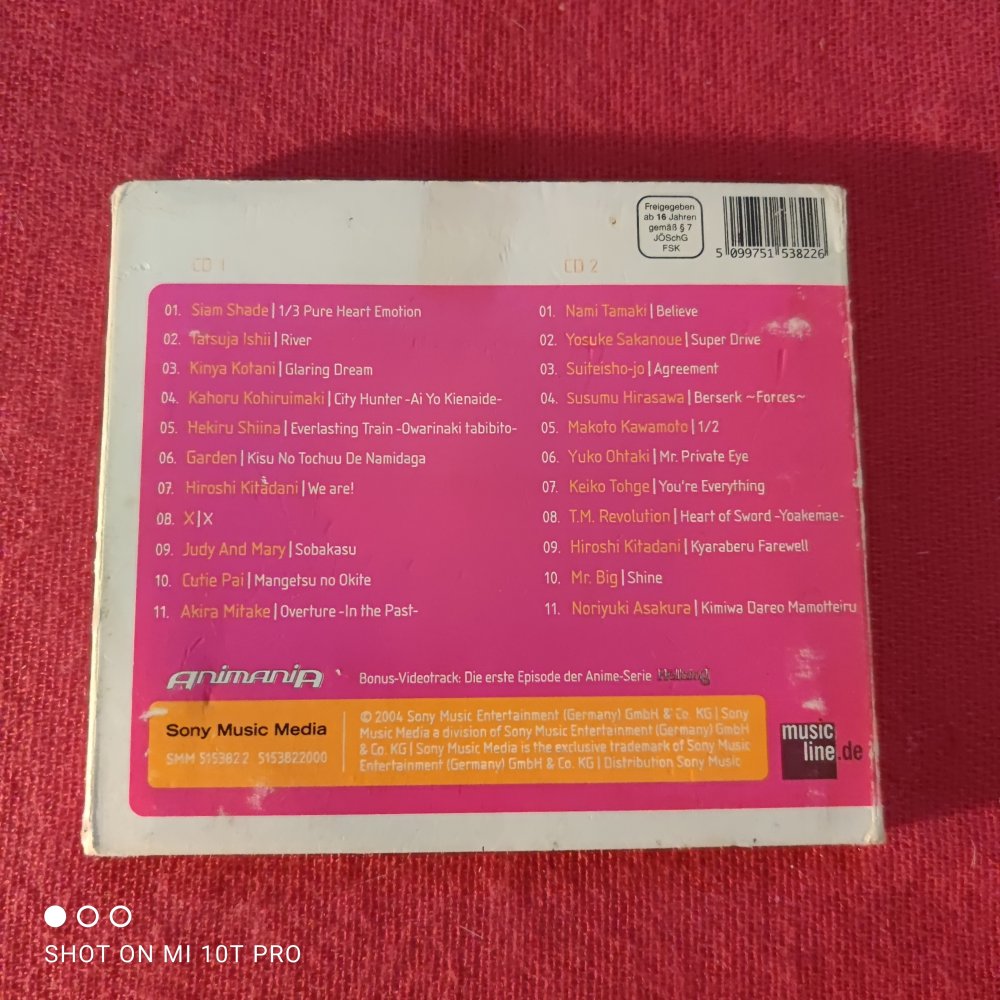 Freigegeben
ab 16 Jahren
gemäß § 7
JÖSchG
FSK
5 099751 538226
CD 1
01. Siam Shade | 1/3 Pure Heart Emotion
02. Tatsuja Ishii | River
03. Kinya Kotani | Glaring Dream
04. Kahoru Kohiruimaki | City Hunter -Ai Yo Kienaide-
05. Hekiru Shiina | Everlasting Train -Owarinaki tabibito-
06. Garden | Kisu No Tochuu De Namidaga
07. Hiroshi Kitadani | We are!
08. X | X
09. Judy And Mary | Sobakasu
10. Cutie Pai | Mangetsu no Okite
11. Akira Mitake | Overture -In the Past-
CD 2
01. Nami Tamaki | Believe
02. Yosuke Sakanoue | Super Drive
03. Suiteisho-jo | Agreement
04. Susumu Hirasawa | Berserk ~Forces~
05. Makoto Kawamoto | 1/2
06. Yuko Ohtaki | Mr. Private Eye
07. Keiko Tohge | You're Everything
08. T.M. Revolution | Heart of Sword -Yoakemae-
09. Hiroshi Kitadani | Kyaraberu Farewell
10. Mr. Big | Shine
11. Noriyuki Asakura | Kimiwa Dareo Mamotteiru
AnimaniA
Bonus-Videotrack: Die erste Episode der Anime-Serie Hellsing
Sony Music Media
SMM 515382 2 5153822000
© 2004 Sony Music Entertainment (Germany) GmbH & Co. KG | Sony
Music Media a division of Sony Music Entertainment (Germany) GmbH
& Co. KG | Sony Music Media is the exclusive trademark of Sony Music
Entertainment (Germany) GmbH & Co. KG | Distribution Sony Music
music
line.de
SHOT ON MI 10T PRO